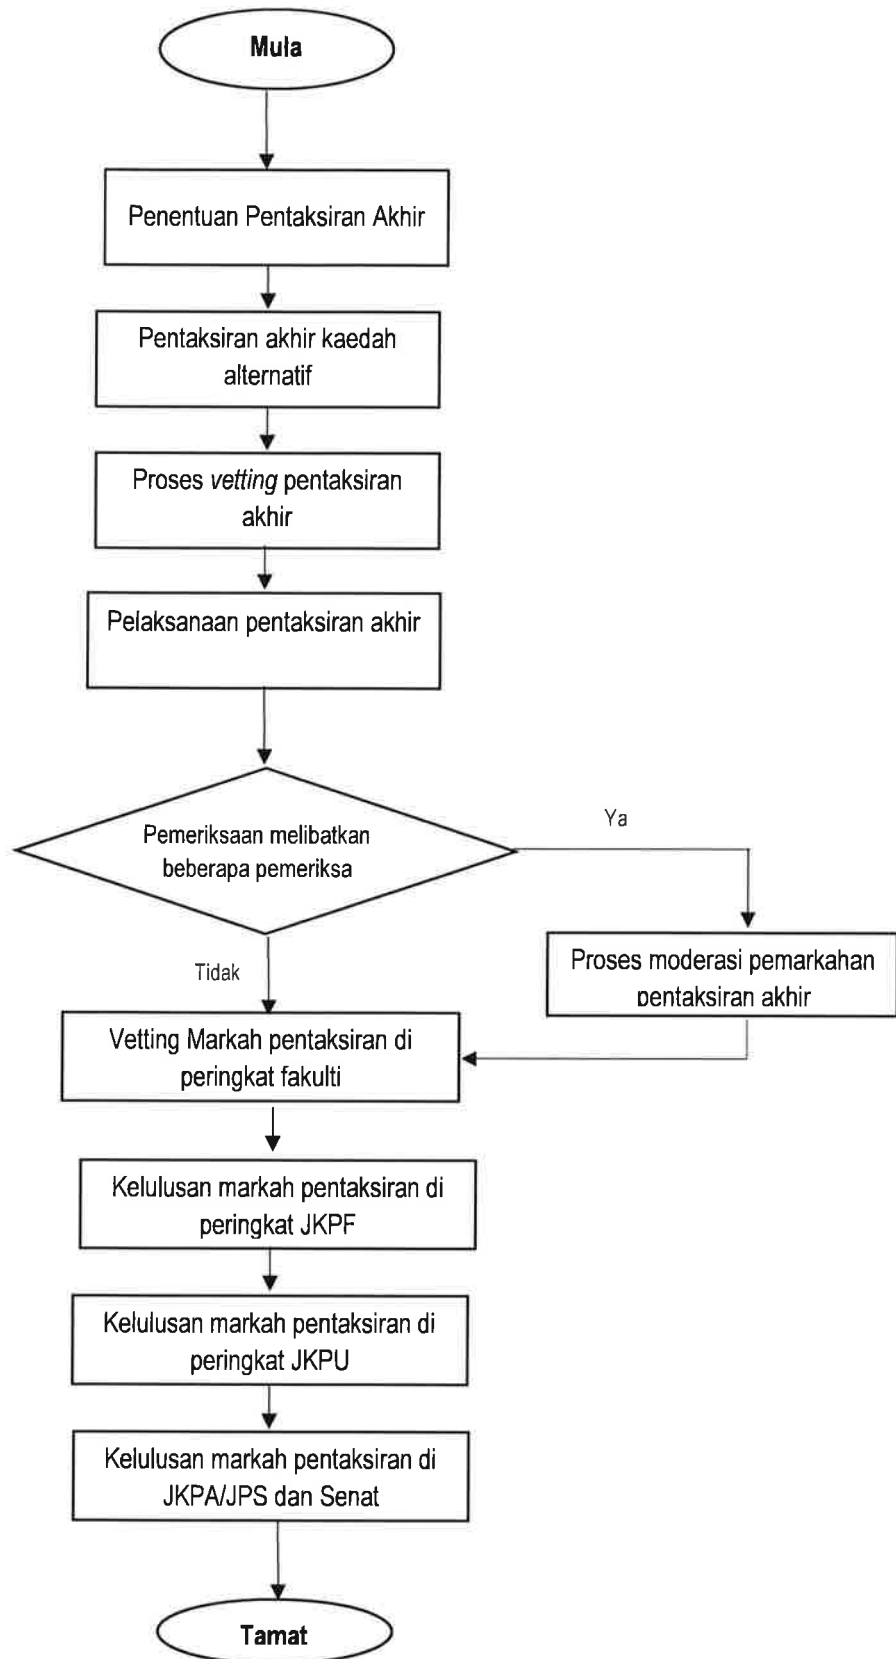 Mula
Penentuan Pentaksiran Akhir
Pentaksiran akhir kaedah
alternatif
Proses vetting pentaksiran
akhir
Pelaksanaan pentaksiran akhir
Pemeriksaan melibatkan
beberapa pemeriksa
Ya
Tidak
Proses moderasi pemarkahan
pentaksiran akhir
Vetting Markah pentaksiran di
peringkat fakulti
Kelulusan markah pentaksiran di
peringkat JKPF
Kelulusan markah pentaksiran di
peringkat JKPU
Kelulusan markah pentaksiran di
JKPA/JPS dan Senat
Tamat